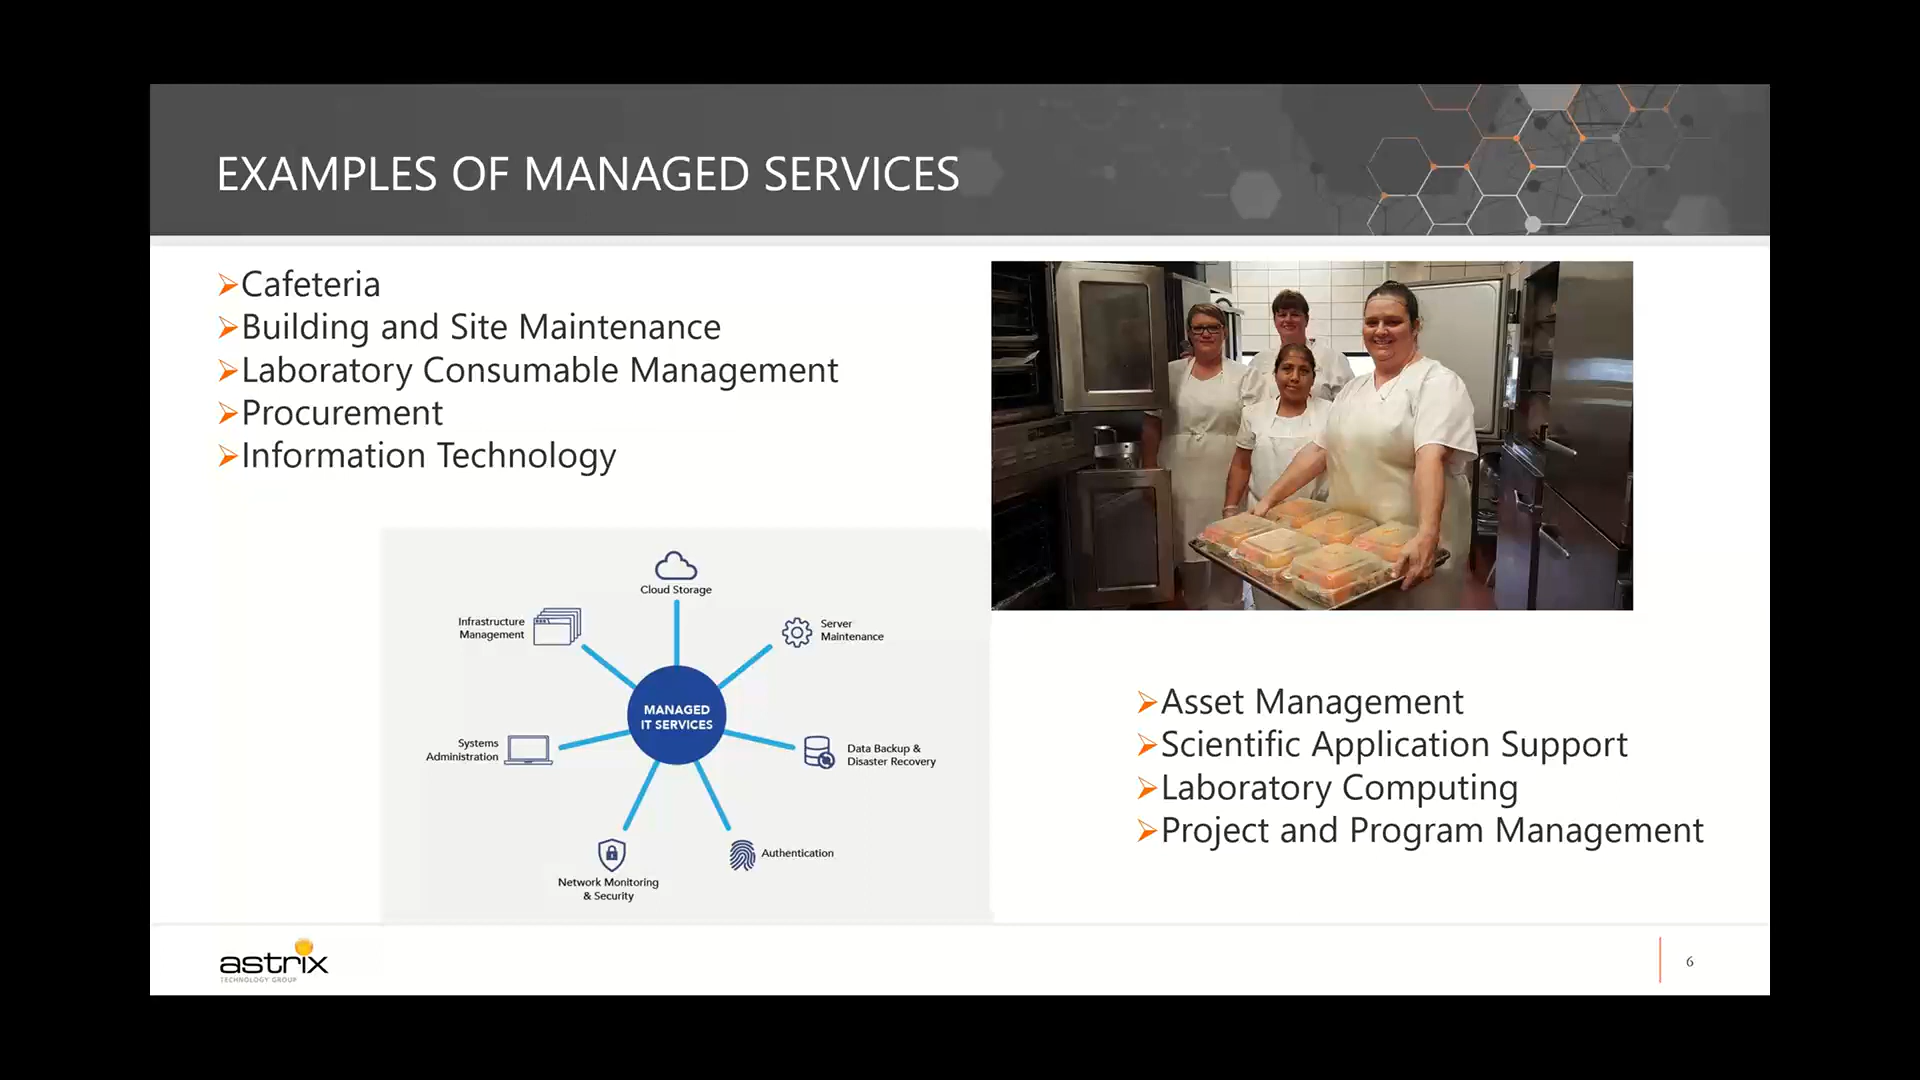 EXAMPLES OF MANAGED SERVICES
Cafeteria
Building and Site Maintenance
Laboratory Consumable Management
Procurement
Information Technology
Cloud Storage
Infrastructure
Management
Server
Maintenance
MANAGED
IT SERVICES
Systems
Administration
Data Backup &
Disaster Recovery
Authentication
Network Monitoring
& Security
Asset Management
Scientific Application Support
Laboratory Computing
Project and Program Management
astrix
TECHNOLOGY GROUP
6